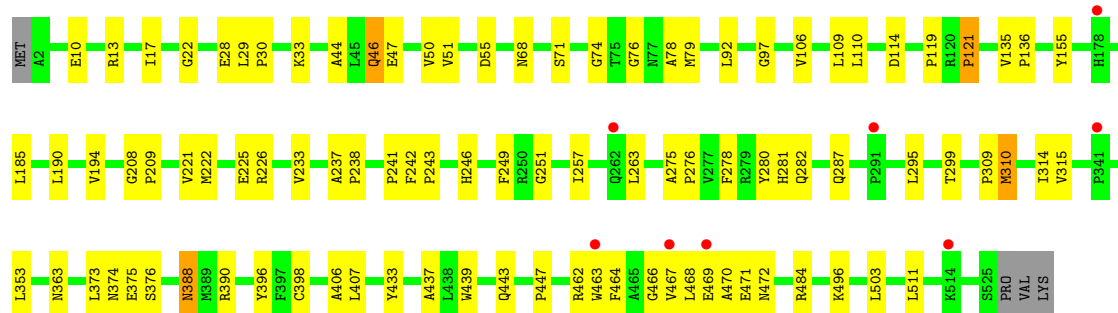 MET A2 E10 R13 I17 G22 E28 L29 P30 K33 A44 L45 Q46 E47 V50 V51 D55 N68 S71 G74 T75 G76 N77 A78 M79 L92 G97 V106 L109 L110 D114 P119 R120 P121 V135 P136 Y155 H178
L185 L190 V194 G208 P209 V221 M222 E225 R226 V233 A237 P238 P241 F242 P243 H246 F249 R250 G251 I257 Q262 L263 A275 P276 V277 F278 R279 Y280 H281 Q282 Q287 P291 L295 T299 P309 M310 I314 V315 P341
L353 N363 L373 N374 E375 S376 N388 M389 R390 Y396 F397 C398 A406 L407 Y433 A437 L438 W439 Q443 P447 R462 W463 F464 A465 G466 V467 L468 E469 A470 E471 N472 R484 K496 L503 L511 K514 S525 PRO VAL LYS